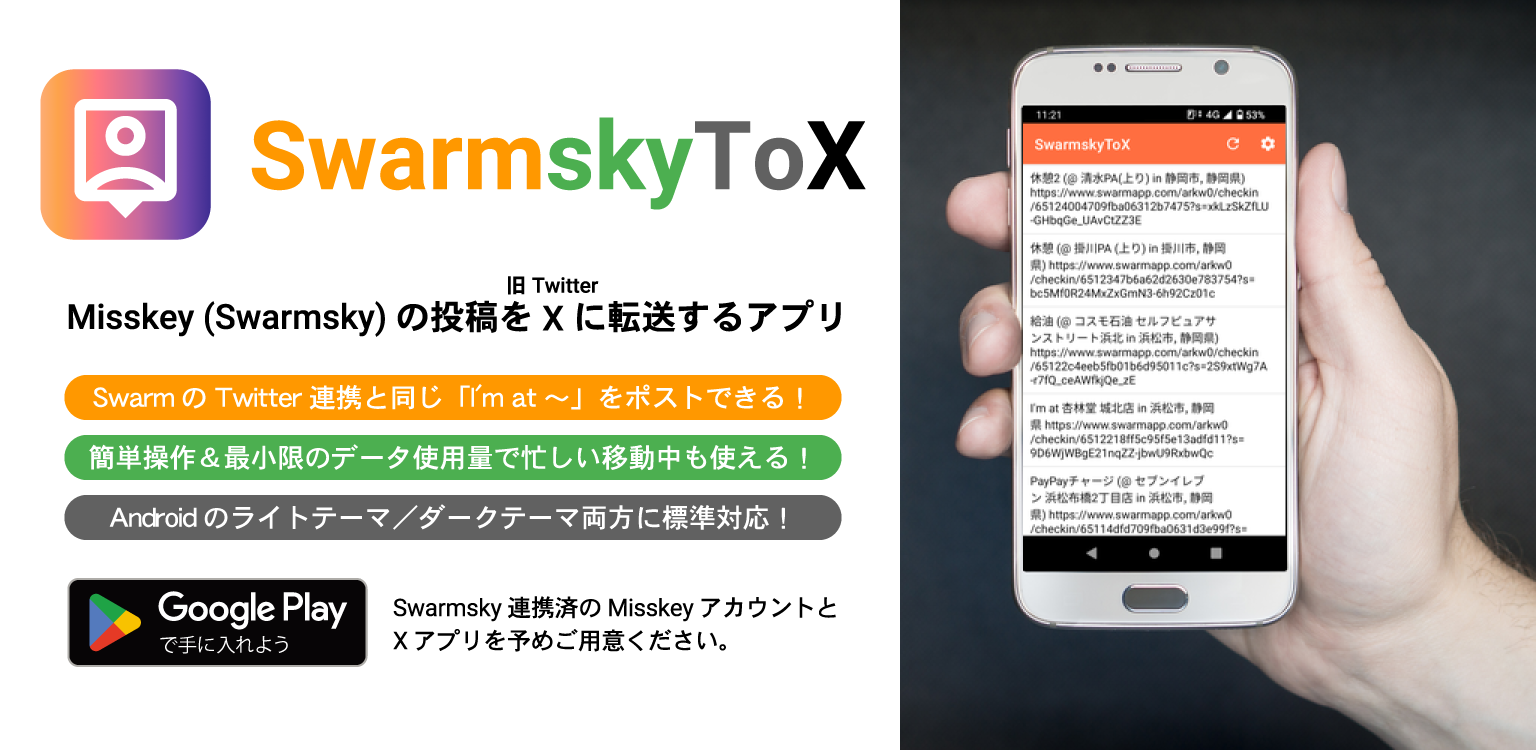 SwarmskyToX
旧 Twitter
Misskey (Swarmsky) の投稿を X に転送するアプリ
Swarm の Twitter 連携と同じ「I'm at ～」をポストできる！
簡単操作＆最小限のデータ使用量で忙しい移動中も使える！
Android のライトテーマ／ダークテーマ両方に標準対応！
Google Play
で手に入れよう
Swarmsky 連携済の Misskey アカウントと
X アプリを予めご用意ください。
11:21 4G 53%
SwarmskyToX
休憩2 (@ 清水PA(上り) in 静岡市, 静岡県)
https://www.swarmapp.com/arkw0/checkin
/65124004709fba06312b7475?s=xkLzSkZfLU
-GHbqGe_UAvCtZZ3E
休憩 (@ 掛川PA (上り) in 掛川市, 静岡
県) https://www.swarmapp.com/arkw0
/checkin/6512347b6a62d2630e783754?s=
bc5Mf0R24MxZxGmN3-6h92Cz01c
給油 (@ コスモ石油 セルフピュアサ
ンストリート浜北 in 浜松市, 静岡県)
https://www.swarmapp.com/arkw0/checkin
/65122c4eeb5fb01b6d95011c?s=2S9xtWg7A
-r7fQ_ceAWfkjQe_zE
I'm at 杏林堂 城北店 in 浜松市, 静岡
県 https://www.swarmapp.com/arkw0
/checkin/6512218ff5c95f5e13adfd11?s=
9D6WjWBgE21nqZZ-jbwU9RxbwQc
PayPayチャージ (@ セブンイレブ
ン 浜松布橋2丁目店 in 浜松市, 静岡
県) https://www.swarmapp.com/arkw0
/checkin/65114dfd709fba0631d3e99f?s=